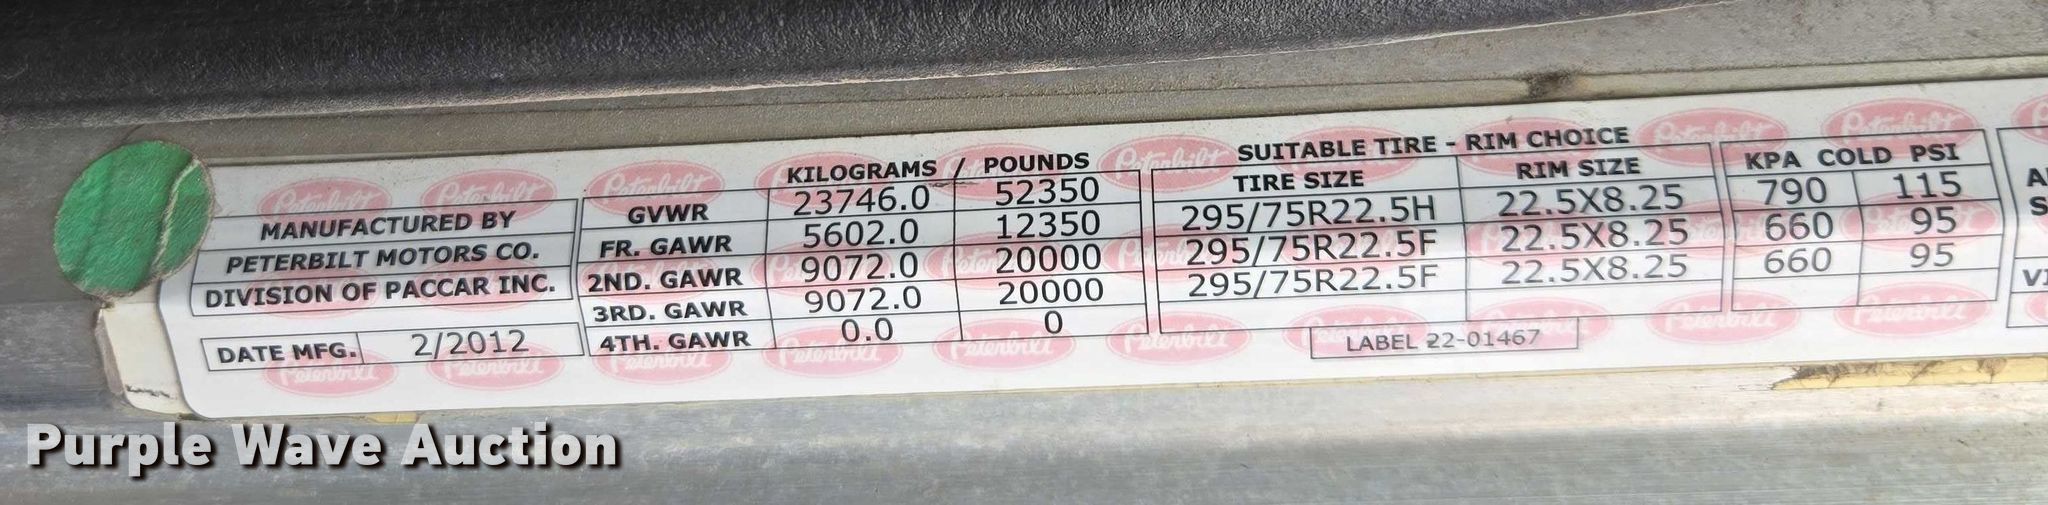 KILOGRAMS / POUNDS
SUITABLE TIRE - RIM CHOICE
KPA COLD PSI
TIRE SIZE RIM SIZE
MANUFACTURED BY
PETERBILT MOTORS CO.
DIVISION OF PACCAR INC.
DATE MFG. 2/2012
GVWR 23746.0 52350
FR. GAWR 5602.0 12350 295/75R22.5H 22.5X8.25 790 115
2ND. GAWR 9072.0 20000 295/75R22.5F 22.5X8.25 660 95
3RD. GAWR 9072.0 20000 295/75R22.5F 22.5X8.25 660 95
4TH. GAWR 0.0 0
LABEL 22-01467
Peterbilt
Purple Wave Auction